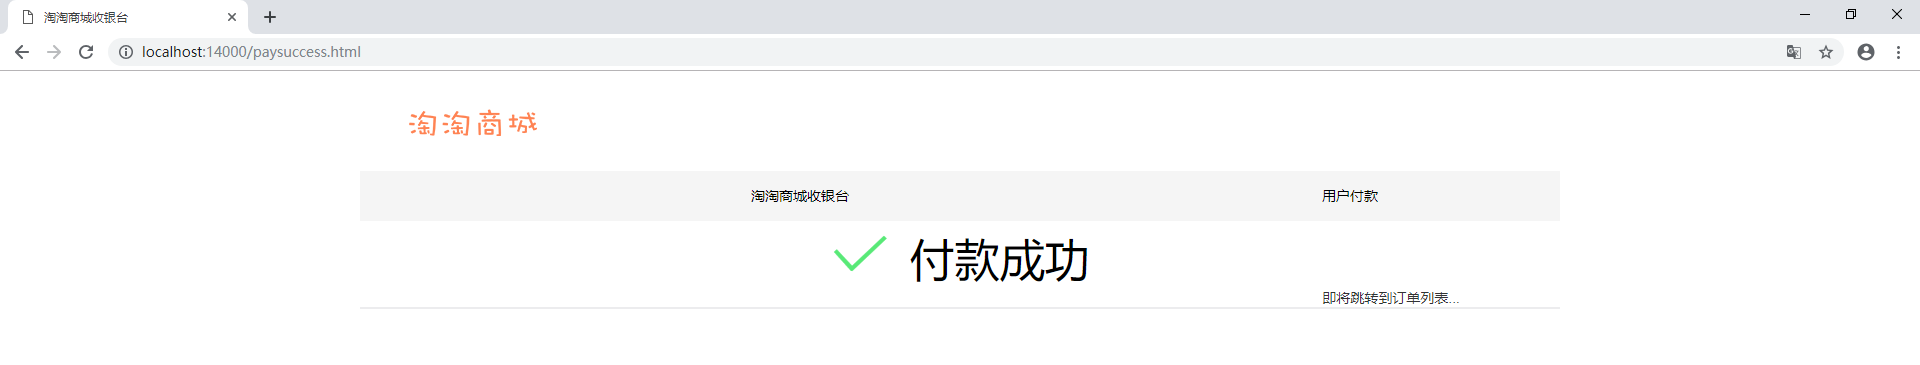 淘淘商城收银台
localhost:14000/paysuccess.html
淘淘商城
淘淘商城收银台 用户付款
付款成功
即将跳转到订单列表...